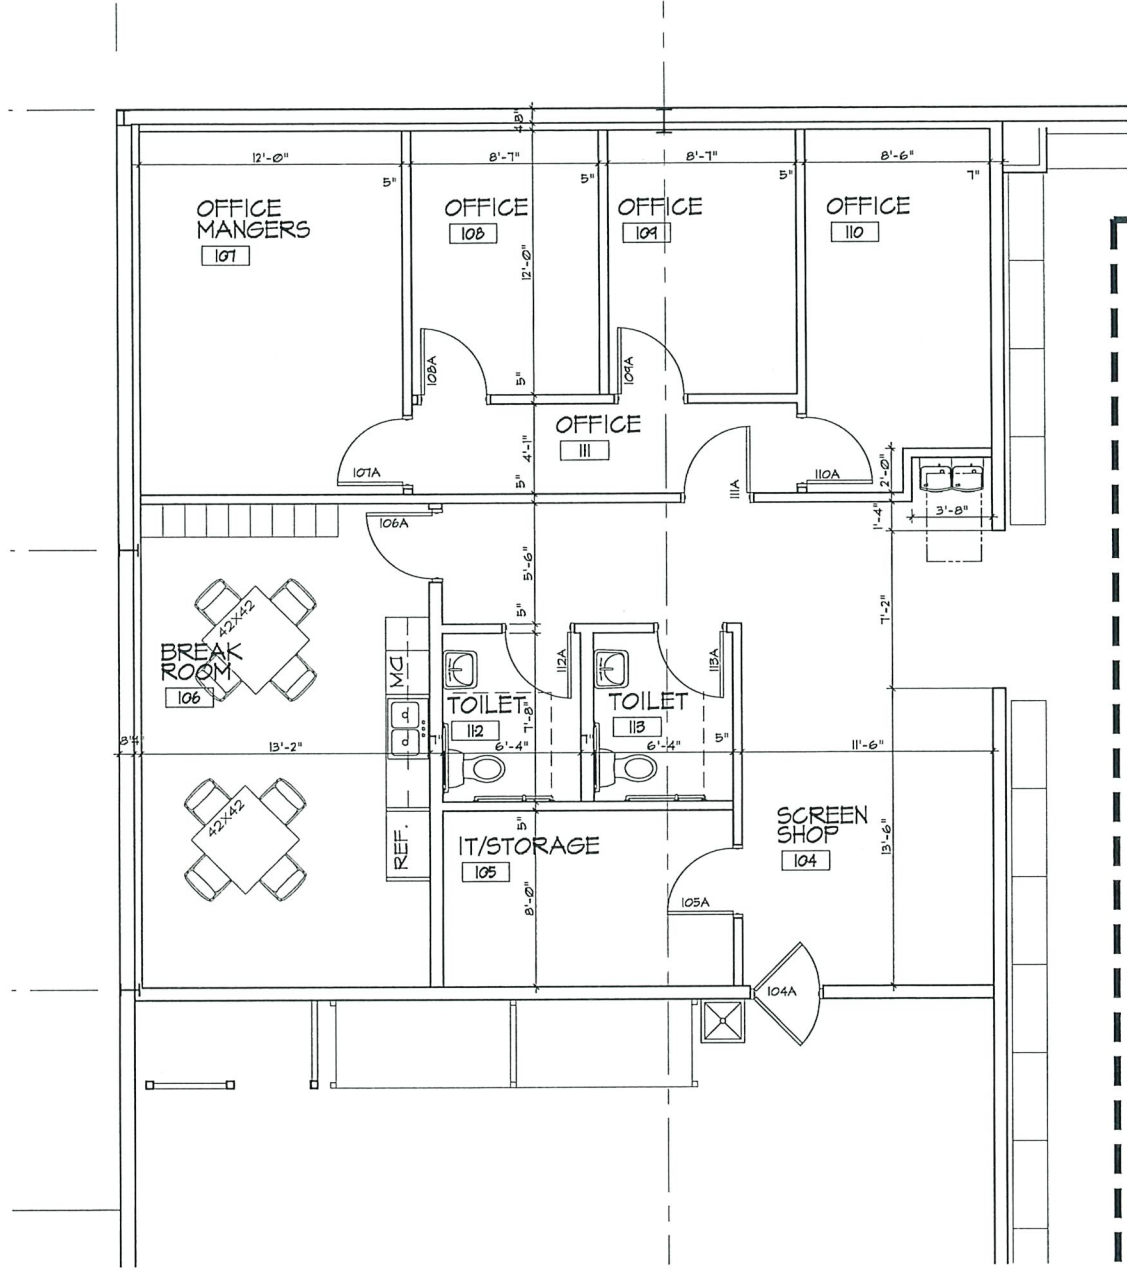 4 8"
12'-0"
8'-7"
8'-7"
8'-6"
5"
5"
5"
7"
OFFICE
MANGERS
107
OFFICE
108
OFFICE
109
OFFICE
110
12'-0"
108A
109A
5"
OFFICE
111
4'-1"
107A
110A
111A
5"
2'-0"
3'-8"
1'-4"
106A
5'-6"
7'-2"
5"
42X42
BREAK
ROOM
106
112A
113A
TOILET
112
TOILET
113
7'-8"
8"
4"
13'-2"
7"
6'-4"
7"
6'-4"
5"
11'-6"
42X42
REF.
5"
IT/STORAGE
105
SCREEN
SHOP
104
13'-6"
8'-0"
105A
104A